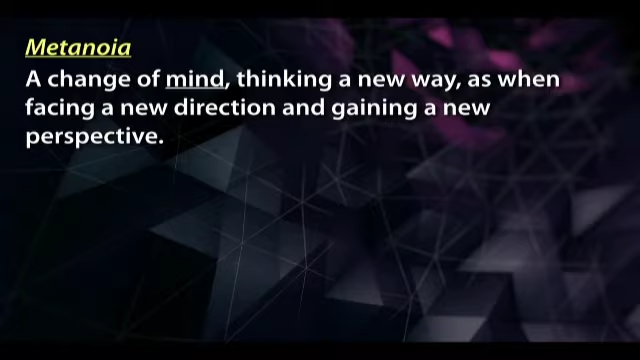 Metanoia
A change of mind, thinking a new way, as when
facing a new direction and gaining a new
perspective.